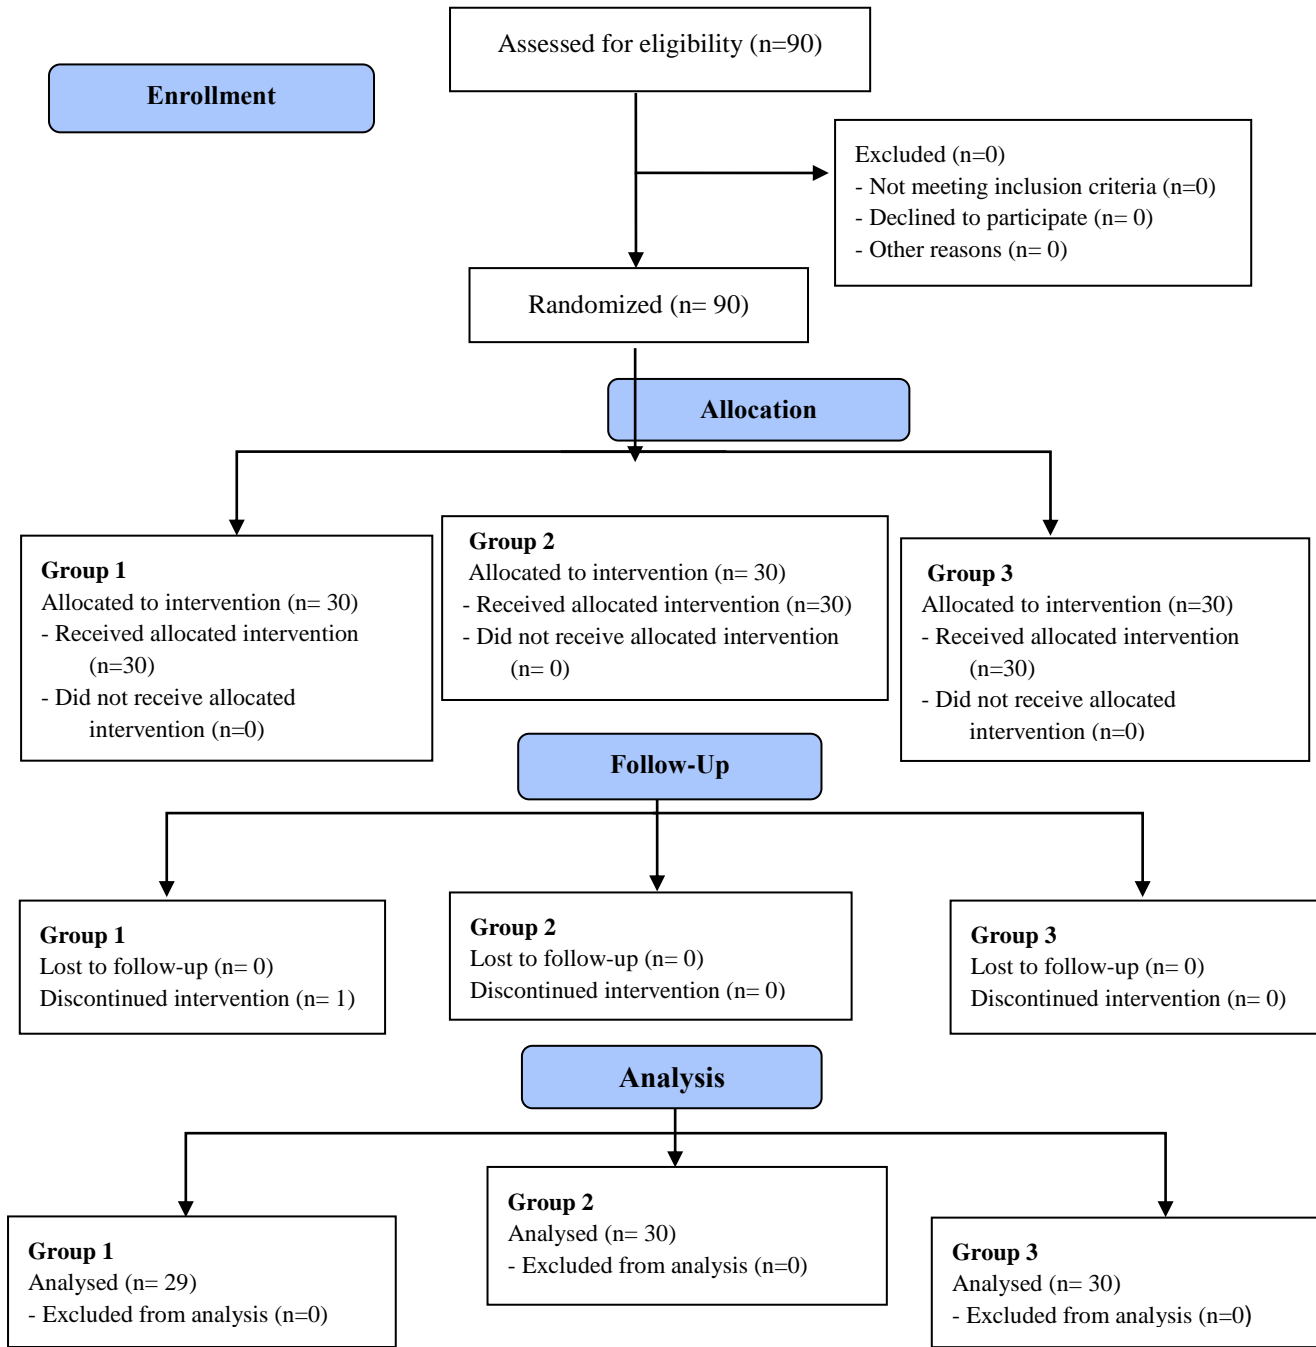 Assessed for eligibility (n=90)
Enrollment
Excluded (n=0)
- Not meeting inclusion criteria (n=0)
- Declined to participate (n= 0)
- Other reasons (n= 0)
Randomized (n= 90)
Allocation
Group 1
Allocated to intervention (n= 30)
- Received allocated intervention
(n=30)
- Did not receive allocated
intervention (n=0)
Group 2
Allocated to intervention (n= 30)
- Received allocated intervention (n=30)
- Did not receive allocated intervention
(n= 0)
Group 3
Allocated to intervention (n=30)
- Received allocated intervention
(n=30)
- Did not receive allocated
intervention (n=0)
Follow-Up
Group 1
Lost to follow-up (n= 0)
Discontinued intervention (n= 1)
Group 2
Lost to follow-up (n= 0)
Discontinued intervention (n= 0)
Group 3
Lost to follow-up (n= 0)
Discontinued intervention (n= 0)
Analysis
Group 1
Analysed (n= 29)
- Excluded from analysis (n=0)
Group 2
Analysed (n= 30)
- Excluded from analysis (n=0)
Group 3
Analysed (n= 30)
- Excluded from analysis (n=0)